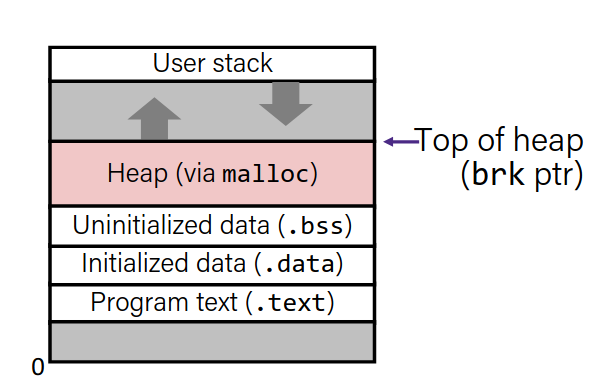 User stack
Top of heap
(brk ptr)
Heap (via malloc)
Uninitialized data (.bss)
Initialized data (.data)
Program text (.text)
0